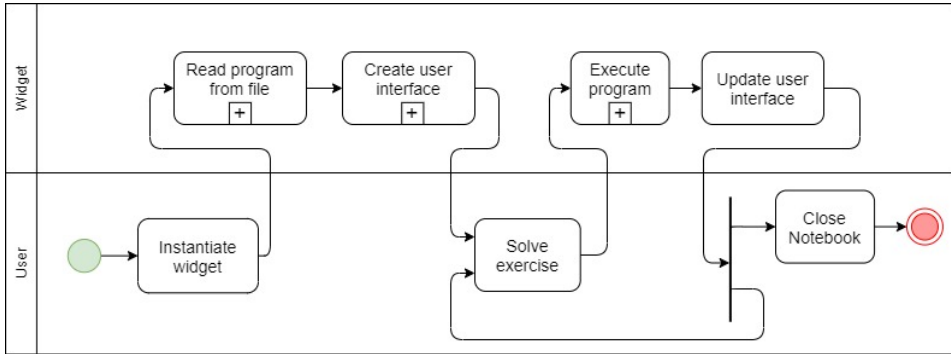 Widget
Read program
from file
+
Create user
interface
+
Execute
program
+
Update user
interface
User
Instantiate
widget
Solve
exercise
Close
Notebook